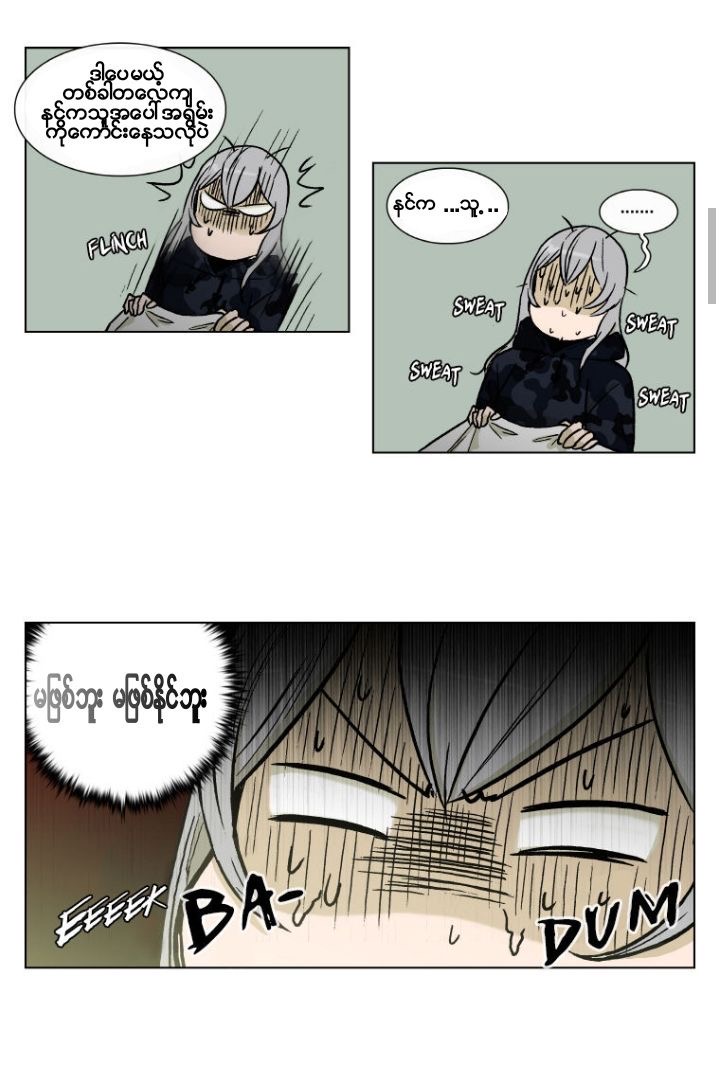 ဒါပေမယ့်
တစ်ခါတလေကျ
နင်ကသူ့အပေါ် အရမ်း
ကိုကောင်းနေသလိုပဲ
FLINCH
နင်က ...သူ့ ..
.......
SWEAT
SWEAT
SWEAT
SWEAT
မဖြစ်ဘူး မဖြစ်နိုင်ဘူး
EEEEK
BA-
DUM